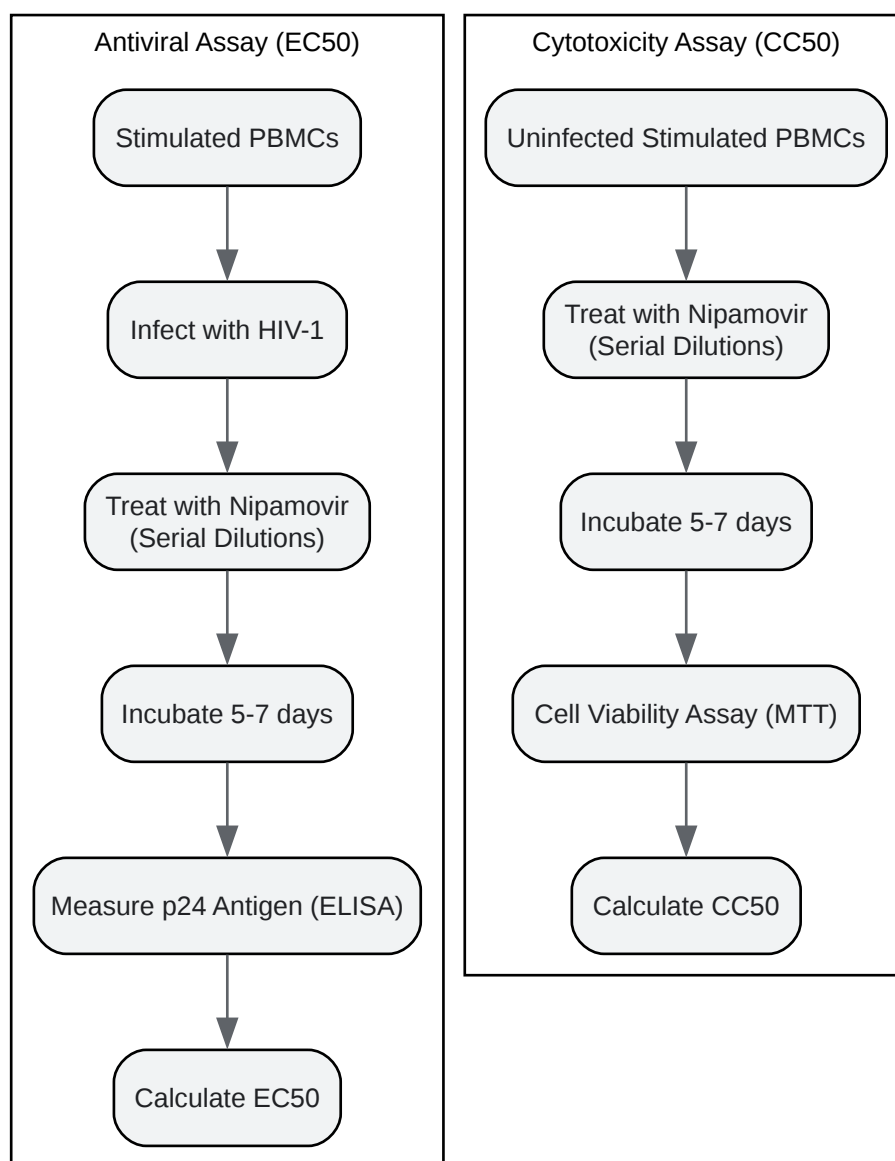 Antiviral Assay (EC50)
Stimulated PBMCs
Infect with HIV-1
Treat with Nipamovir
(Serial Dilutions)
Incubate 5-7 days
Measure p24 Antigen (ELISA)
Calculate EC50
Cytotoxicity Assay (CC50)
Uninfected Stimulated PBMCs
Treat with Nipamovir
(Serial Dilutions)
Incubate 5-7 days
Cell Viability Assay (MTT)
Calculate CC50